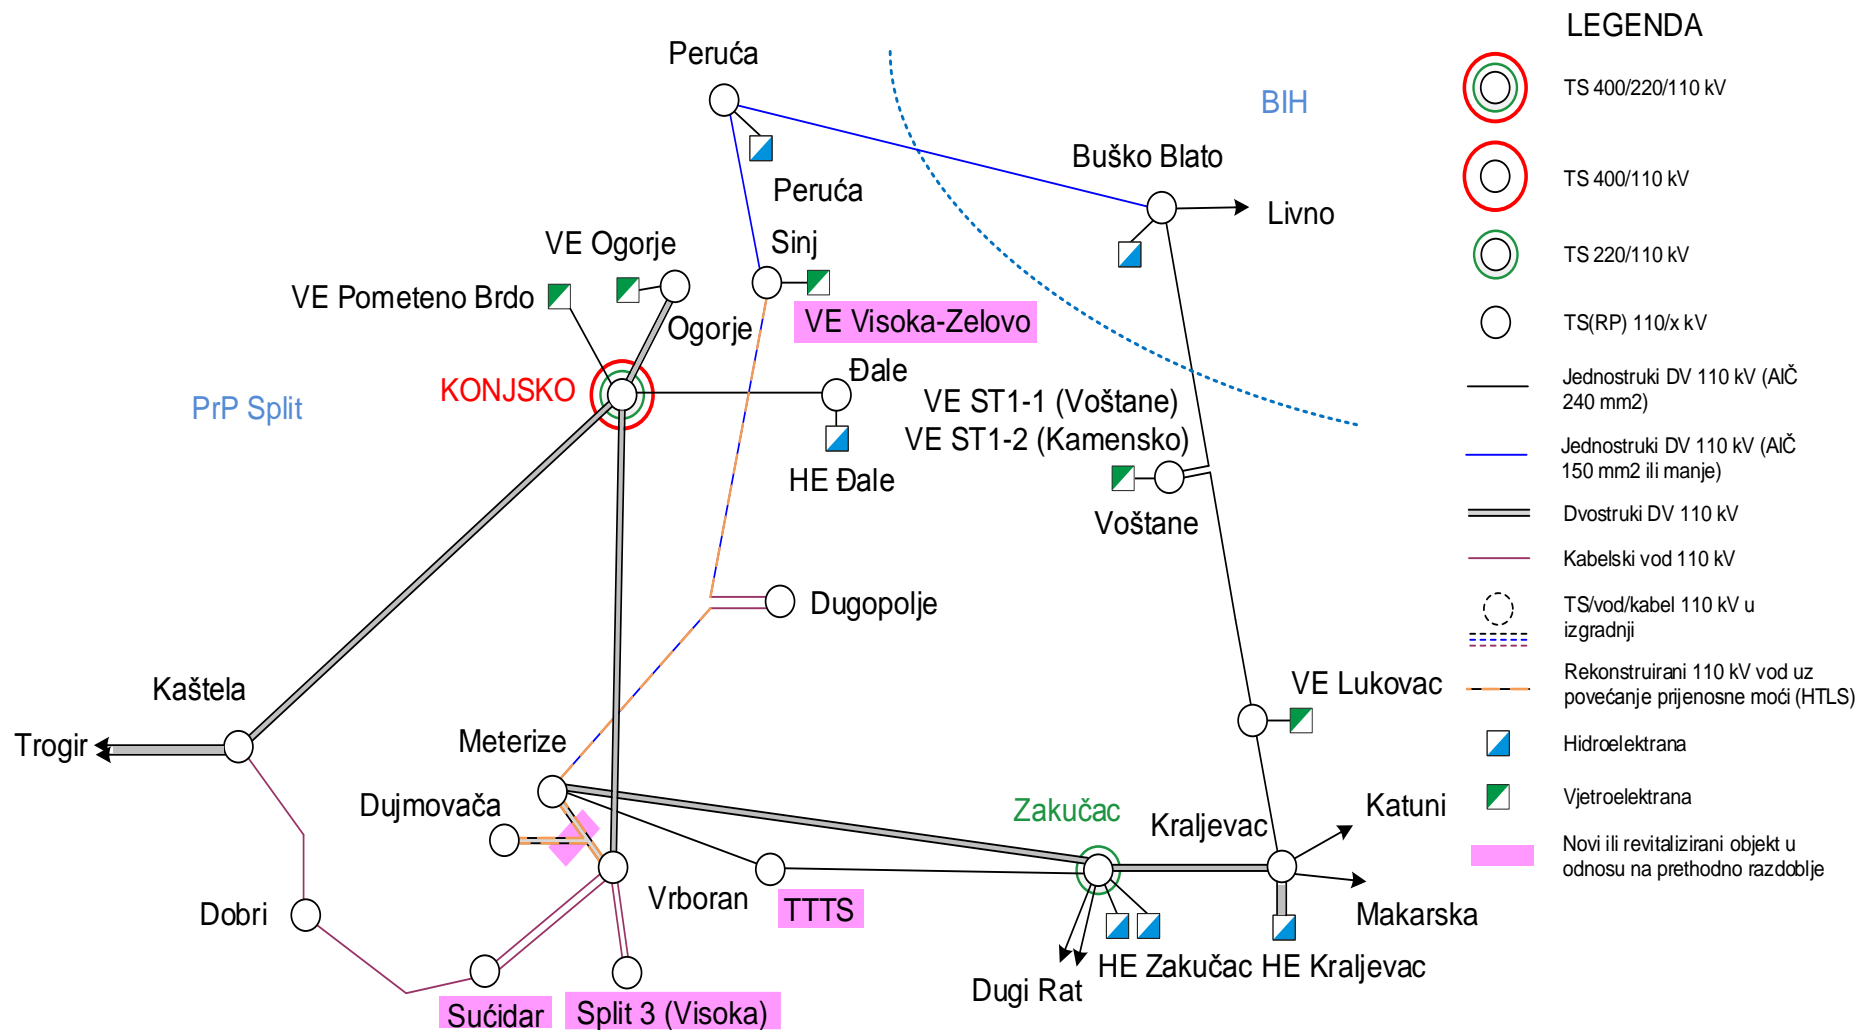 LEGENDA
Peruća
TS 400/220/110 kV
BIH
Buško Blato
TS 400/110 kV
Peruća
Livno
VE Ogorje
Sinj
TS 220/110 kV
VE Pometeno Brdo
VE Visoka-Zelovo
Ogorje
TS(RP) 110/x kV
KONJSKO
Đale
Jednostruki DV 110 kV (AlČ
240 mm2)
PrP Split
VE ST1-1 (Voštane)
VE ST1-2 (Kamensko)
Jednostruki DV 110 kV (AlČ
150 mm2 ili manje)
HE Đale
Voštane
Dvostruki DV 110 kV
Kabelski vod 110 kV
Dugopolje
TS/vod/kabel 110 kV u
izgradnji
Kaštela
VE Lukovac
Rekonstruirani 110 kV vod uz
povećanje prijenosne moći (HTLS)
Trogir
Meterize
Hidroelektrana
Dujmovača
Zakučac
Kraljevac
Katuni
Vjetroelektrana
Novi ili revitalizirani objekt u
odnosu na prethodno razdoblje
Vrboran
TTTS
Dobri
Makarska
HE Zakučac
HE Kraljevac
Dugi Rat
Sućidar
Split 3 (Visoka)